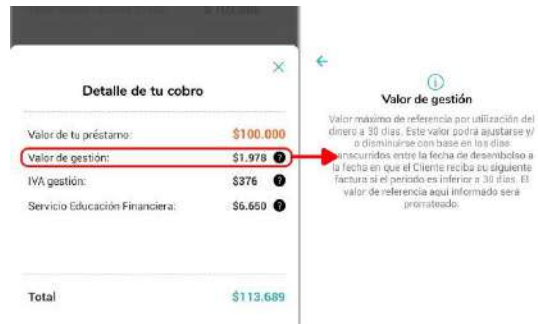 Detalle de tu cobro
Valor de tu préstamo: $100.000
Valor de gestión: $1.978
IVA gestión: $376
Servicio Educación Financiera: $6.650
Total $113.689
Valor de gestión
Valor máximo de referencia por utilización del
dinero a 30 días. Este valor podrá ajustarse y/
o disminuirse con base en los días
transcurridos entre la fecha de desembolso a
la fecha en que el Cliente reciba su siguiente
factura si el periodo es inferior a 30 días. El
valor de referencia aquí informado será
prorrateado.